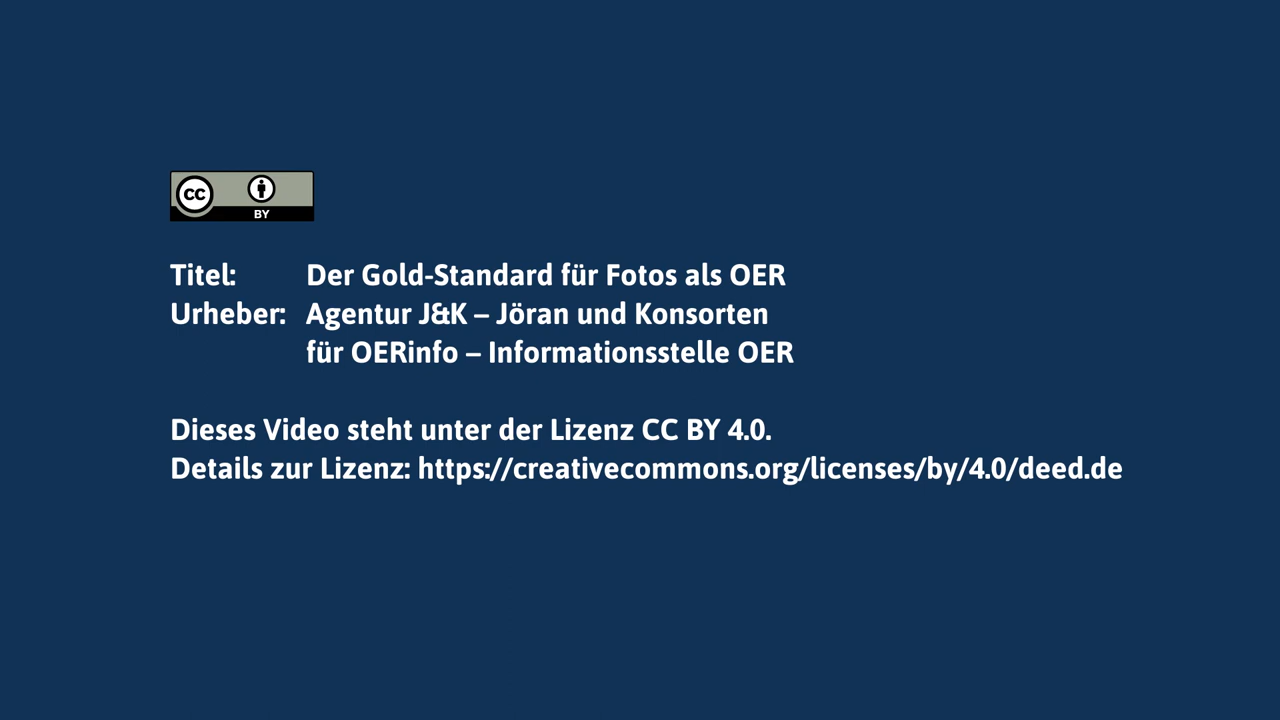 CC
BY
Titel: Der Gold-Standard für Fotos als OER
Urheber: Agentur J&K – Jöran und Konsorten
für OERinfo – Informationsstelle OER
Dieses Video steht unter der Lizenz CC BY 4.0.
Details zur Lizenz: https://creativecommons.org/licenses/by/4.0/deed.de